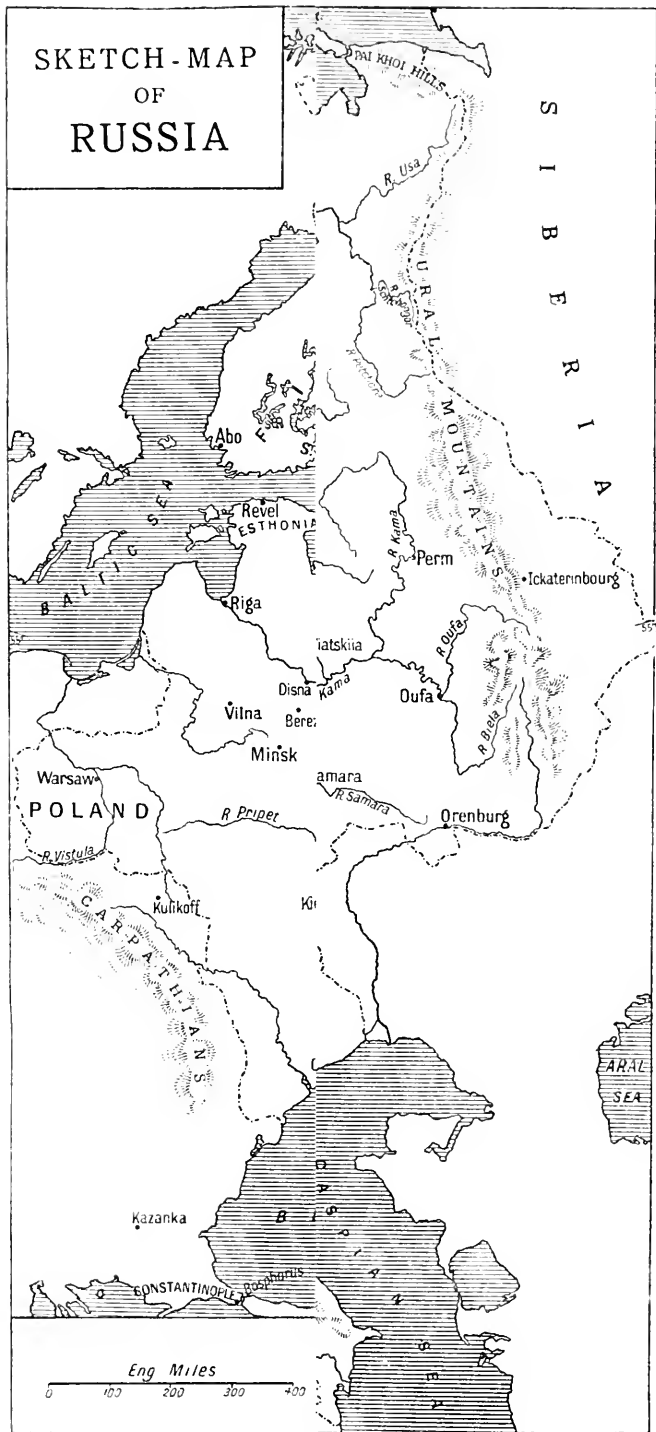 SKETCH-MAP
OF
RUSSIA
PAI KHOI HILLS
SIBERIA
R. Usa
URAL
MOUNTAINS
Abo
Revel
ESTHONIA
BALTIC SEA
R Kama
Perm
Ickaterinbourg
Riga
55°
iatskiia
R Oufa
Disna
Kama
Oufa
Vilna
Berez
R Biela
Minsk
Warsaw
amara
R Samara
POLAND
R Pripet
Orenburg
R. Vistula
Kulikoff
Ki
CARPATHIANS
ARAL
SEA
CASPIAN SEA
Kazanka
B
CONSTANTINOPLE
Bosphorus
Eng Miles
0 100 200 300 400